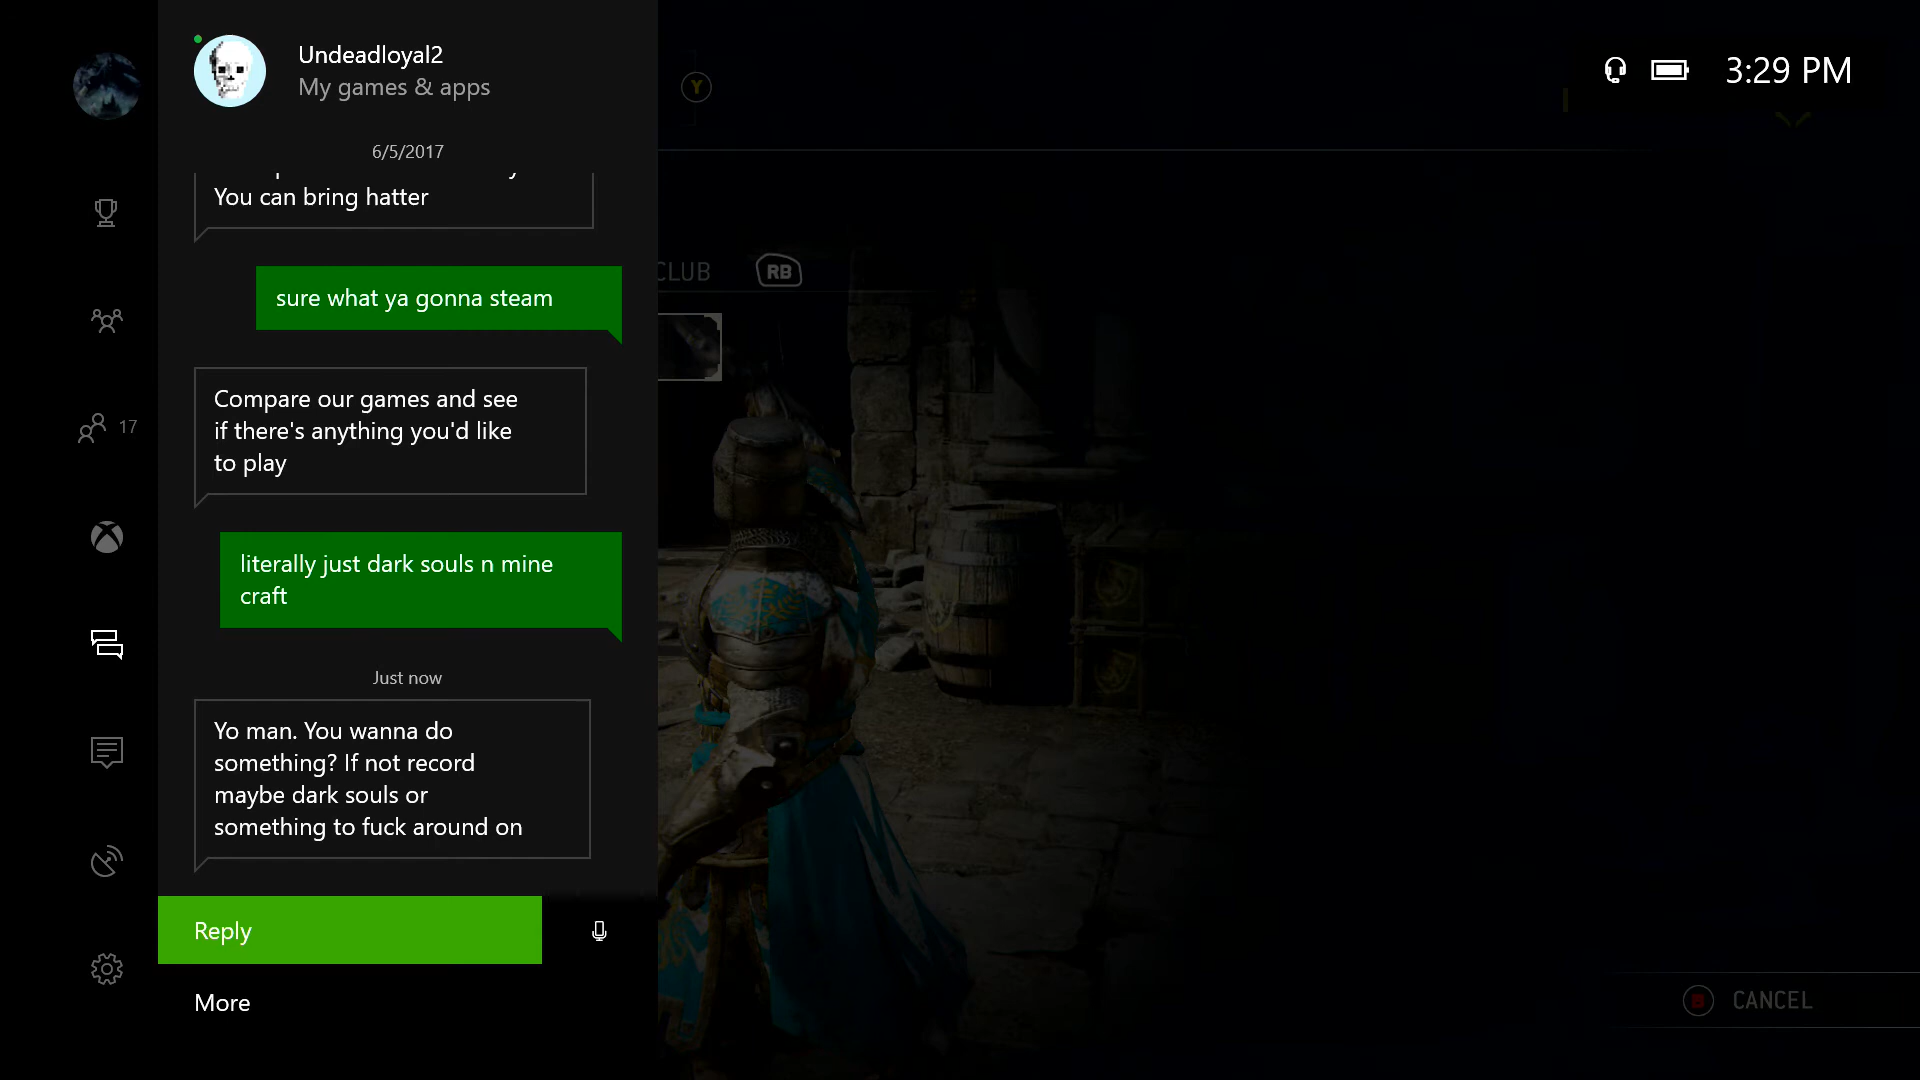 Undeadloyal2
My games & apps
3:29 PM
Y
6/5/2017
You can bring hatter
CLUB
RB
sure what ya gonna steam
Compare our games and see
if there's anything you'd like
to play
17
literally just dark souls n mine
craft
Just now
Yo man. You wanna do
something? If not record
maybe dark souls or
something to fuck around on
Reply
More
CANCEL